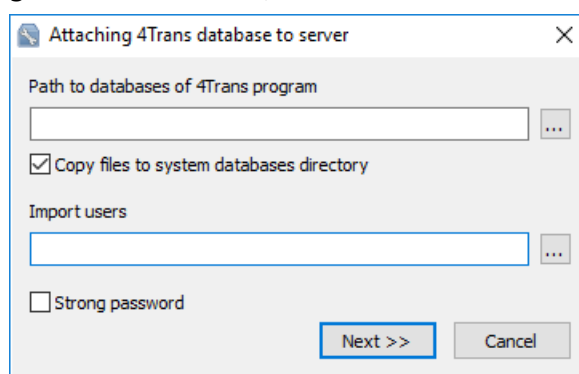 Attaching 4Trans database to server
Path to databases of 4Trans program
...
Copy files to system databases directory
Import users
...
Strong password
Next >> Cancel